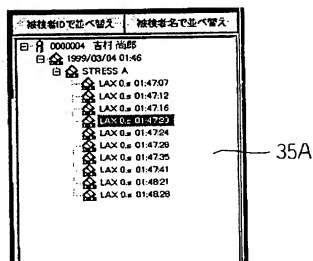 被検者IDで並べ替え 被検者名で並べ替え
0000004 吉村 尚郎
1999/03/04 01:46
STRESS A
LAX 0.s 01:47:07
LAX 0.s 01:47:12
LAX 0.s 01:47:16
LAX 0.s 01:47:20
LAX 0.s 01:47:24
LAX 0.s 01:47:28
LAX 0.s 01:47:35
LAX 0.s 01:47:41
LAX 0.s 01:48:21
LAX 0.s 01:48:28
35A